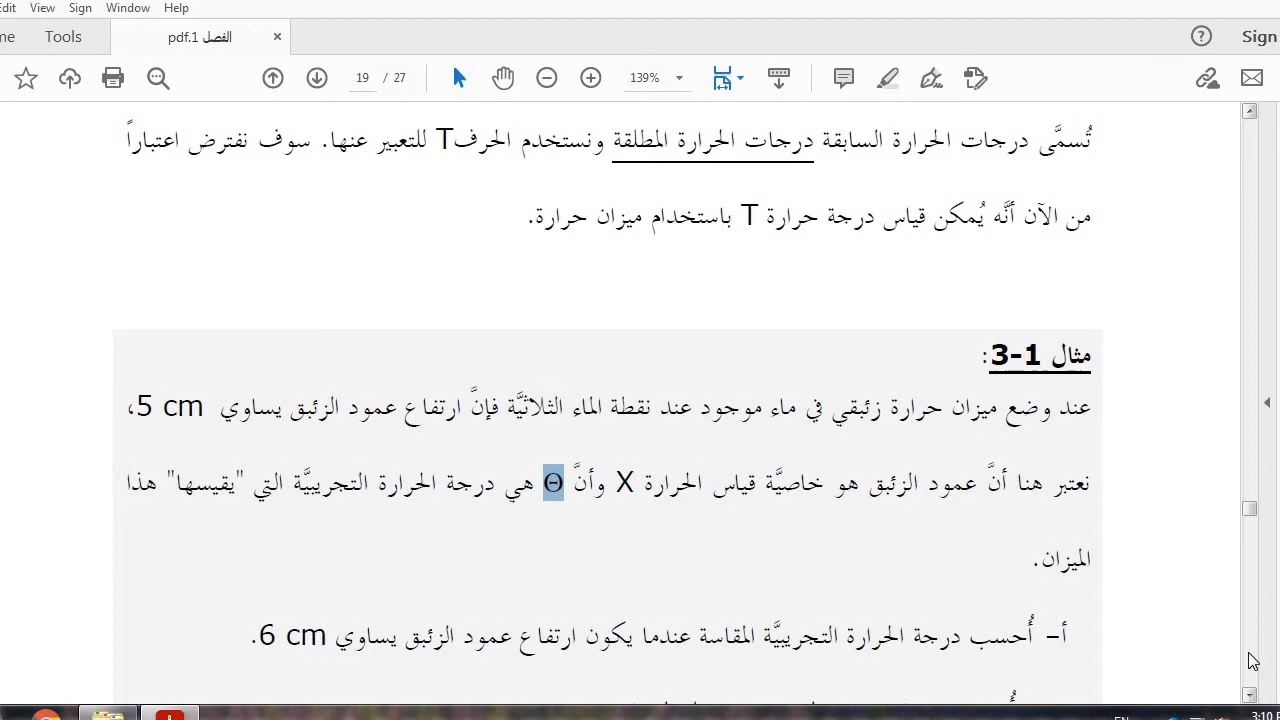 Edit View Sign Window Help
me Tools الفصل 1.pdf × ? Sign
19 / 27 139%
تُسمَّى درجات الحرارة السابقة درجات الحرارة المطلقة ونستخدم الحرف T للتعبير عنها. سوف نفترض اعتباراً
من الآن أنَّه يُمكن قياس درجة حرارة T باستخدام ميزان حرارة.
مثال 1-3:
عند وضع ميزان حرارة زئبقي في ماء موجود عند نقطة الماء الثلاثيَّة فإنَّ ارتفاع عمود الزئبق يساوي 5 cm،
نعتبر هنا أنَّ عمود الزئبق هو خاصيَّة قياس الحرارة X وأنَّ Θ هي درجة الحرارة التجريبيَّة التي "يقيسها" هذا
الميزان.
أ- أُحسب درجة الحرارة التجريبيَّة المقاسة عندما يكون ارتفاع عمود الزئبق يساوي 6 cm.
EN